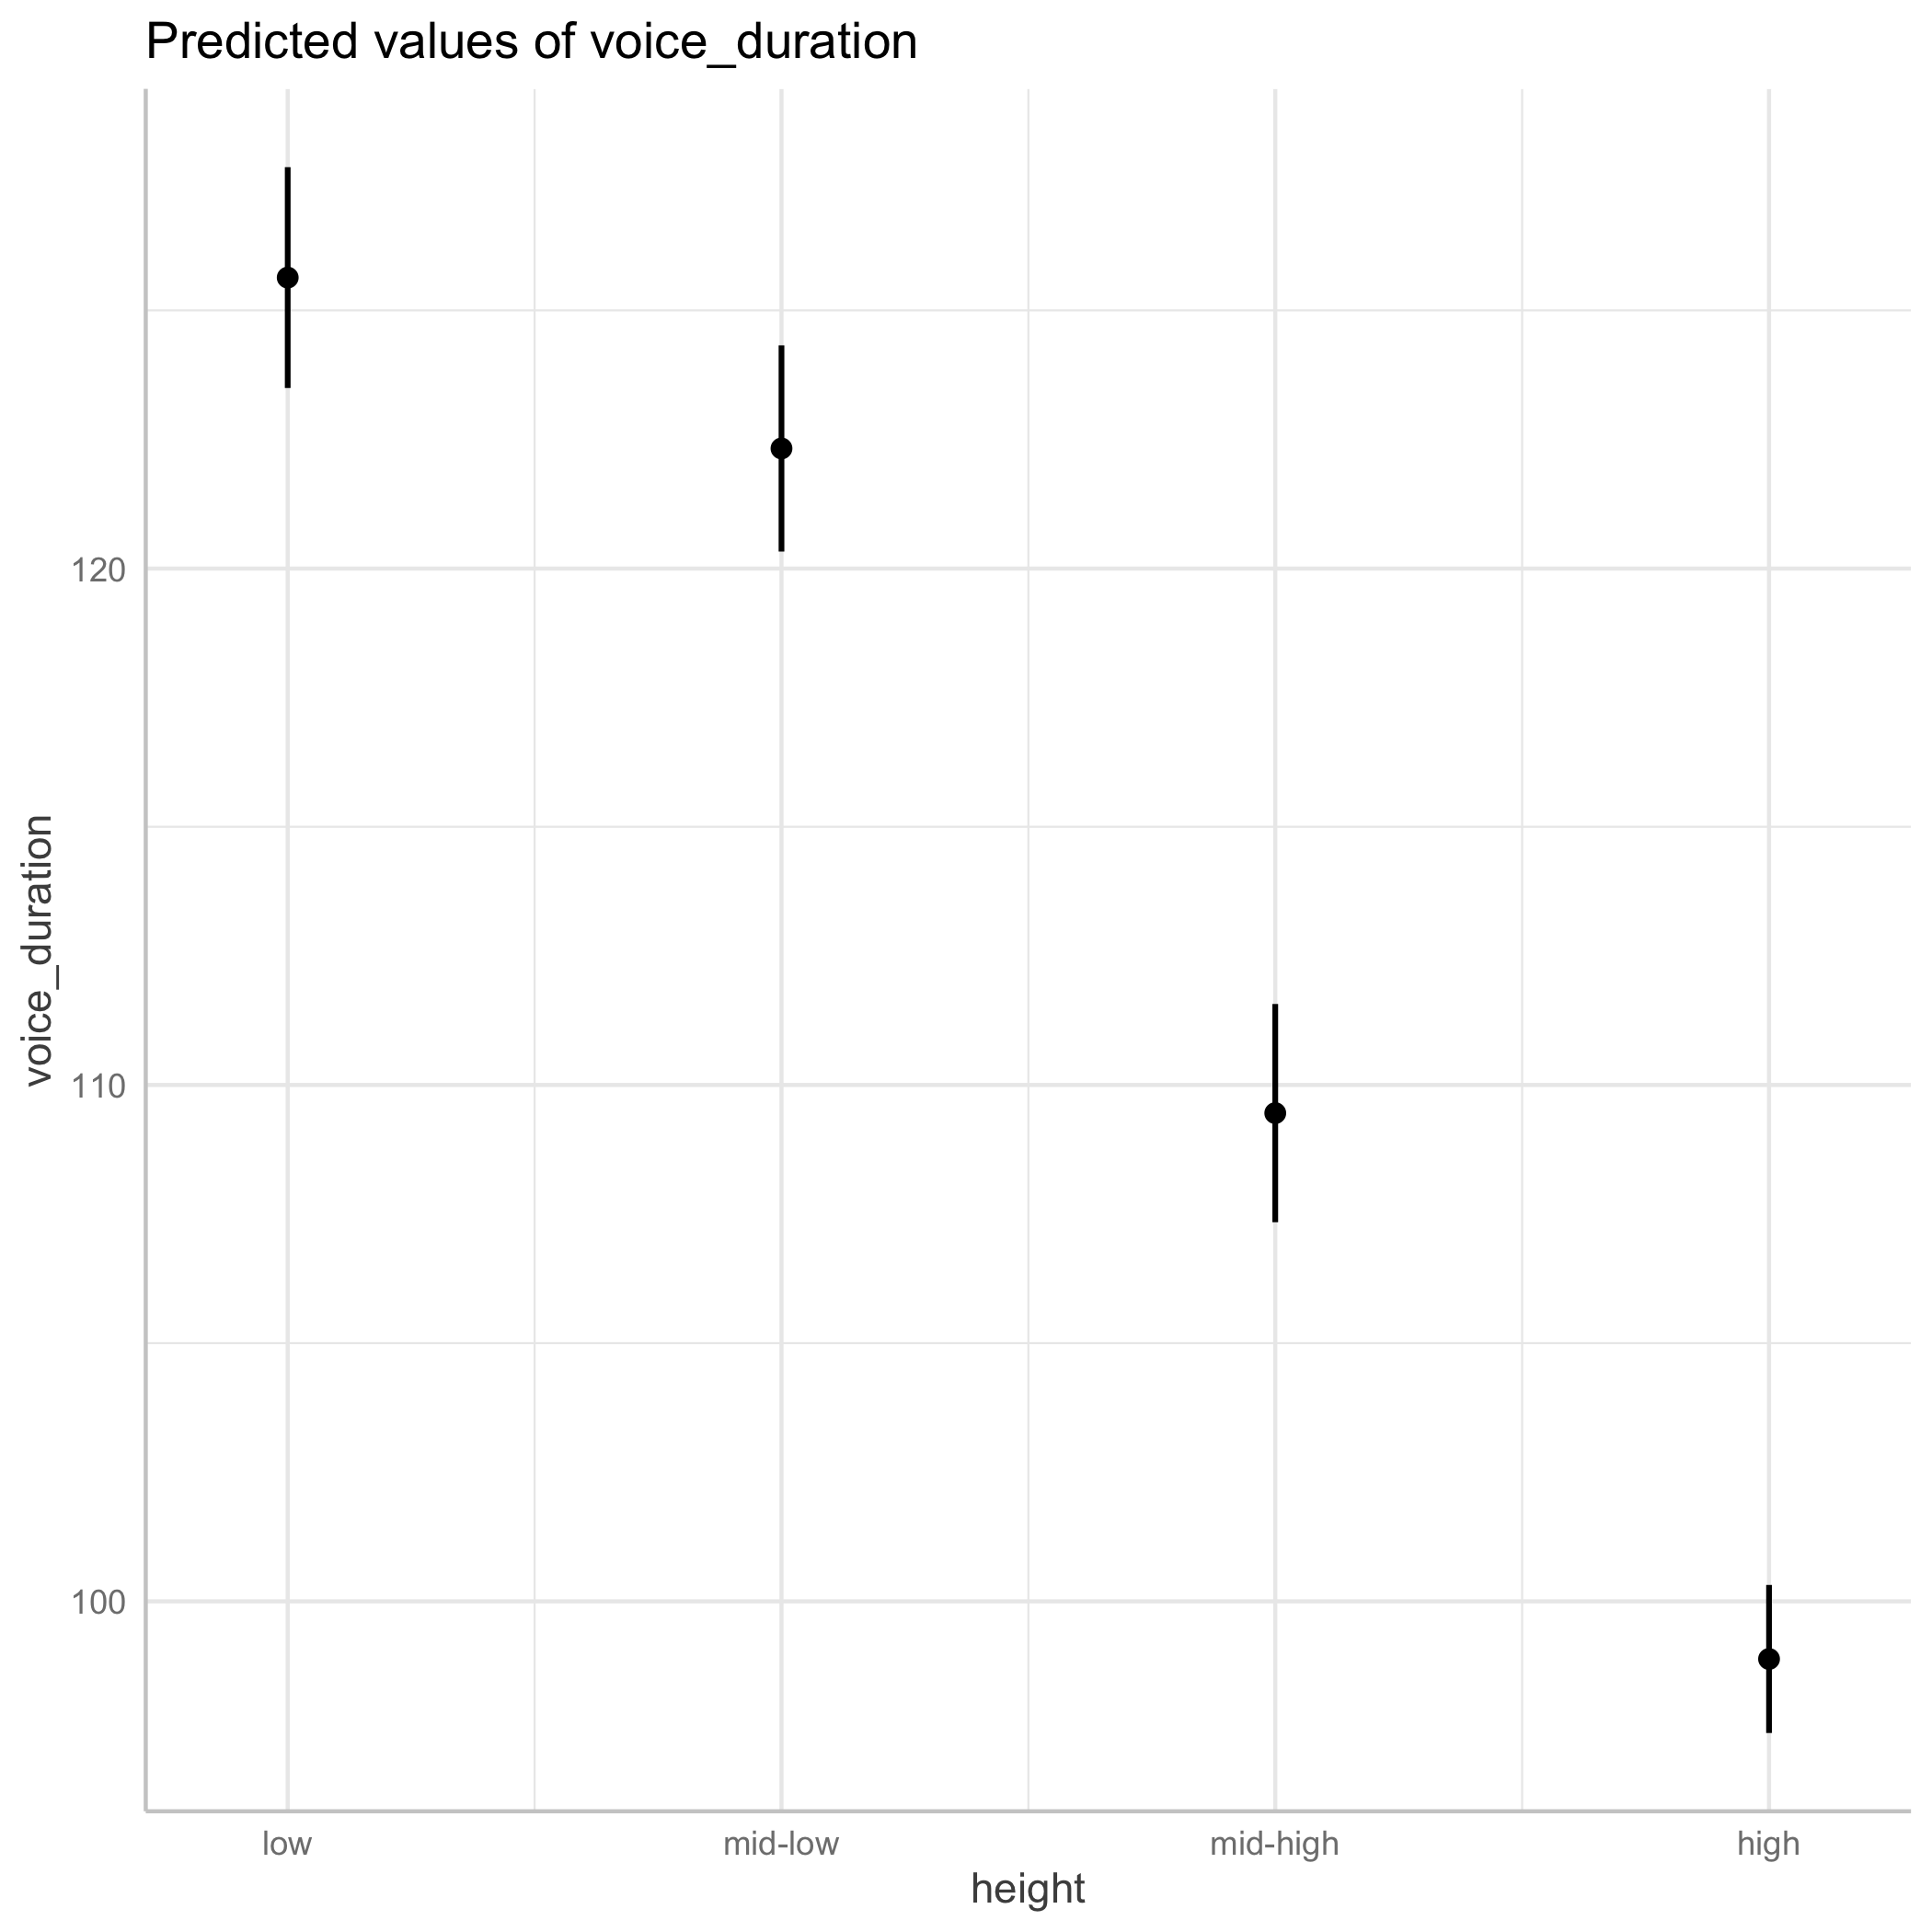 Predicted values of voice_duration
voice_duration
120
110
100
low
mid-low
mid-high
high
height